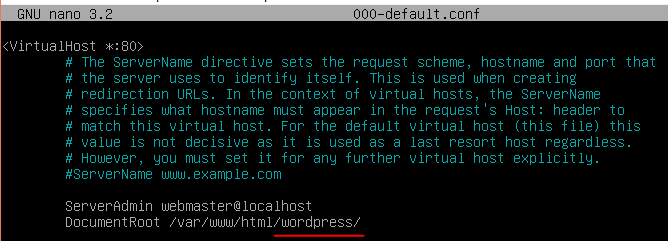 GNU nano 3.2 000-default.conf
<VirtualHost *:80>
# The ServerName directive sets the request scheme, hostname and port that
# the server uses to identify itself. This is used when creating
# redirection URLs. In the context of virtual hosts, the ServerName
# specifies what hostname must appear in the request's Host: header to
# match this virtual host. For the default virtual host (this file) this
# value is not decisive as it is used as a last resort host regardless.
# However, you must set it for any further virtual host explicitly.
#ServerName www.example.com
ServerAdmin webmaster@localhost
DocumentRoot /var/www/html/wordpress/